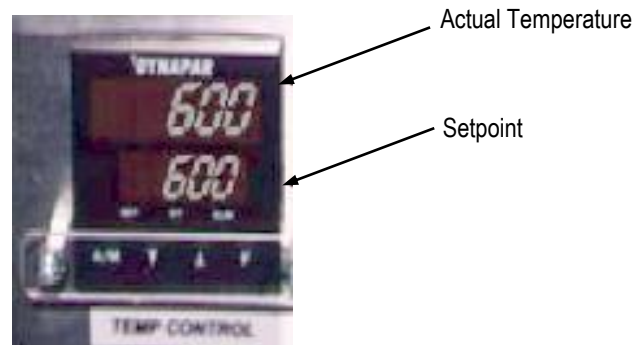 Actual Temperature
DYNAPAR
600
Setpoint
600
A/M
TEMP CONTROL